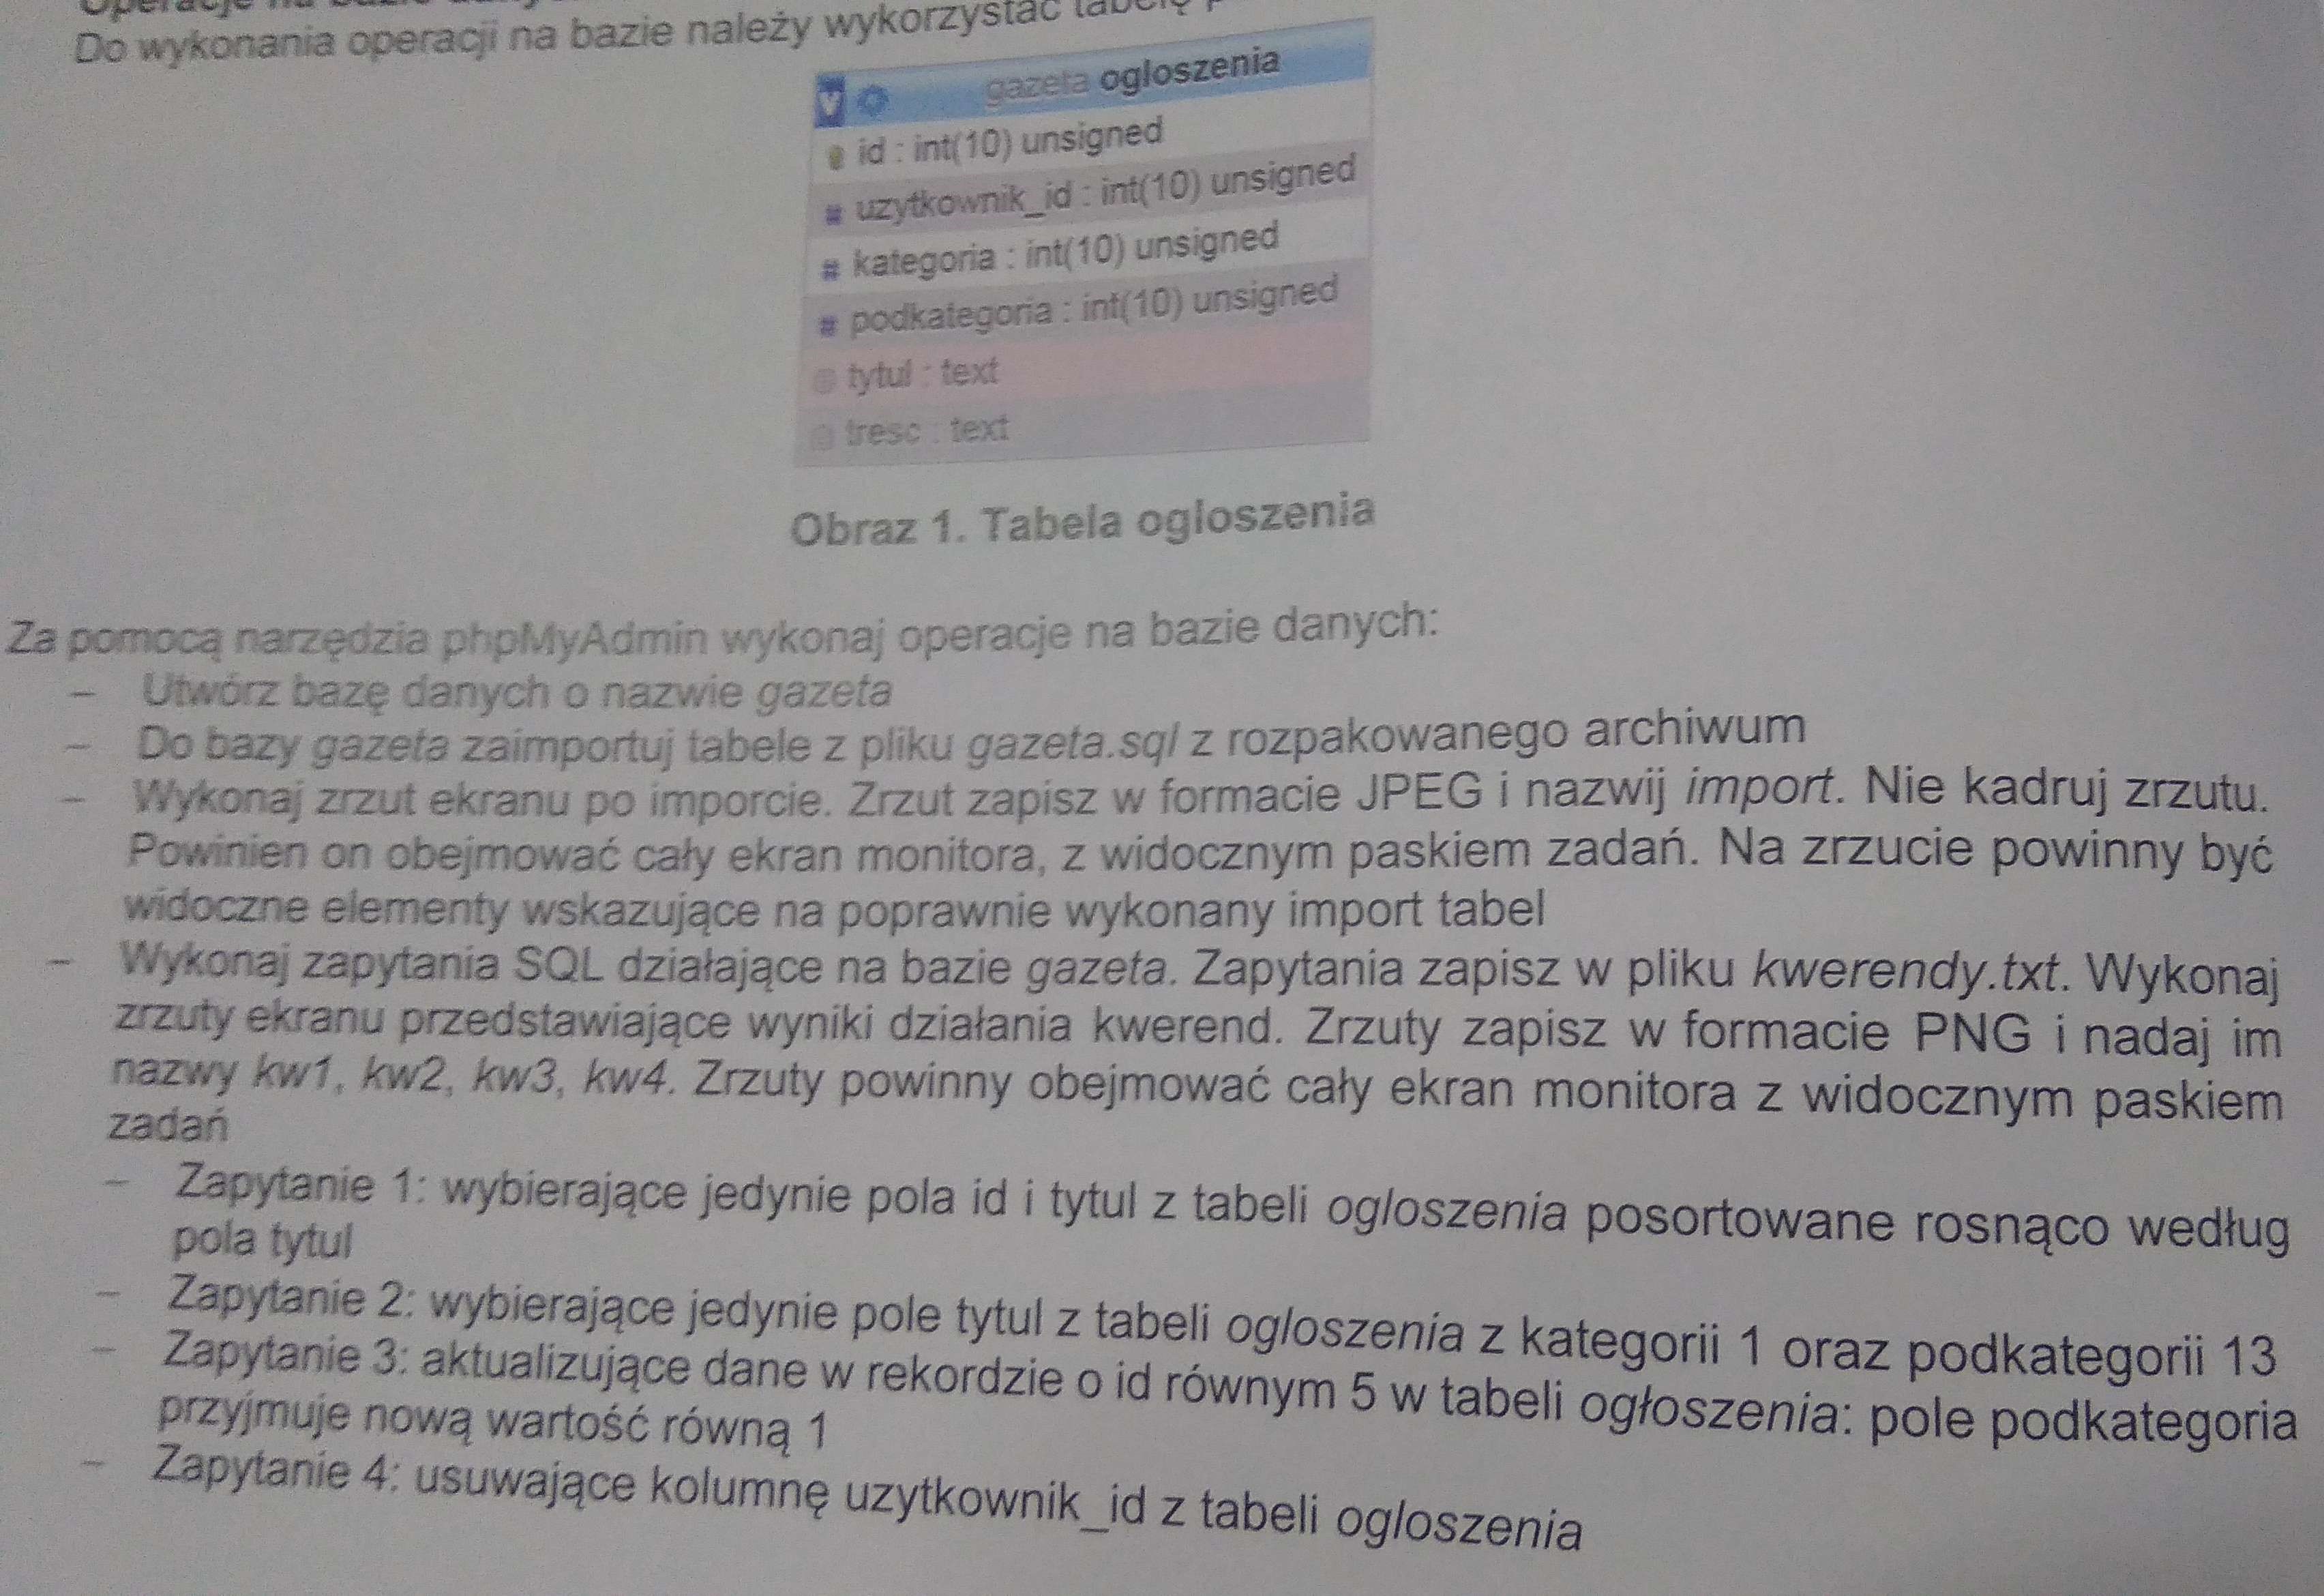 Operacje na bazie
Do wykonania operacji na bazie należy wykorzystać tabelę
gazeta ogloszenia
id : int(10) unsigned
uzytkownik_id : int(10) unsigned
kategoria : int(10) unsigned
podkategoria : int(10) unsigned
tytul : text
tresc : text
Obraz 1. Tabela ogloszenia
Za pomocą narzędzia phpMyAdmin wykonaj operacje na bazie danych:
– Utwórz bazę danych o nazwie gazeta
– Do bazy gazeta zaimportuj tabele z pliku gazeta.sql z rozpakowanego archiwum
– Wykonaj zrzut ekranu po imporcie. Zrzut zapisz w formacie JPEG i nazwij import. Nie kadruj zrzutu.
Powinien on obejmować cały ekran monitora, z widocznym paskiem zadań. Na zrzucie powinny być
widoczne elementy wskazujące na poprawnie wykonany import tabel
– Wykonaj zapytania SQL działające na bazie gazeta. Zapytania zapisz w pliku kwerendy.txt. Wykonaj
zrzuty ekranu przedstawiające wyniki działania kwerend. Zrzuty zapisz w formacie PNG i nadaj im
nazwy kw1, kw2, kw3, kw4. Zrzuty powinny obejmować cały ekran monitora z widocznym paskiem
zadań
– Zapytanie 1: wybierające jedynie pola id i tytul z tabeli ogloszenia posortowane rosnąco według
pola tytul
– Zapytanie 2: wybierające jedynie pole tytul z tabeli ogloszenia z kategorii 1 oraz podkategorii 13
– Zapytanie 3: aktualizujące dane w rekordzie o id równym 5 w tabeli ogłoszenia: pole podkategoria
przyjmuje nową wartość równą 1
– Zapytanie 4: usuwające kolumnę uzytkownik_id z tabeli ogloszenia